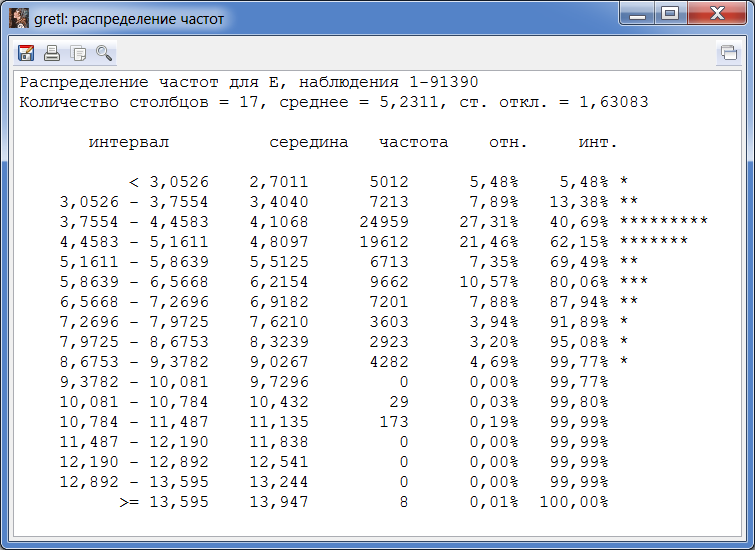 gretl: распределение частот
Распределение частот для E, наблюдения 1-91390
Количество столбцов = 17, среднее = 5,2311, ст. откл. = 1,63083
интервал середина частота отн. инт.
< 3,0526 2,7011 5012 5,48% 5,48% *
3,0526 - 3,7554 3,4040 7213 7,89% 13,38% **
3,7554 - 4,4583 4,1068 24959 27,31% 40,69% *********
4,4583 - 5,1611 4,8097 19612 21,46% 62,15% *******
5,1611 - 5,8639 5,5125 6713 7,35% 69,49% **
5,8639 - 6,5668 6,2154 9662 10,57% 80,06% ***
6,5668 - 7,2696 6,9182 7201 7,88% 87,94% **
7,2696 - 7,9725 7,6210 3603 3,94% 91,89% *
7,9725 - 8,6753 8,3239 2923 3,20% 95,08% *
8,6753 - 9,3782 9,0267 4282 4,69% 99,77% *
9,3782 - 10,081 9,7296 0 0,00% 99,77%
10,081 - 10,784 10,432 29 0,03% 99,80%
10,784 - 11,487 11,135 173 0,19% 99,99%
11,487 - 12,190 11,838 0 0,00% 99,99%
12,190 - 12,892 12,541 0 0,00% 99,99%
12,892 - 13,595 13,244 0 0,00% 99,99%
>= 13,595 13,947 8 0,01% 100,00%